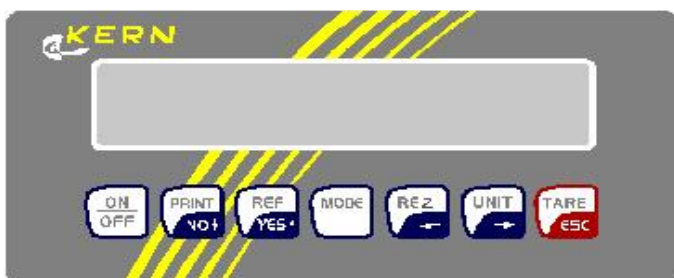 KERN
ON PRINT REF MODE REZ UNIT TARE
OFF NO↓ YES ← → ESC